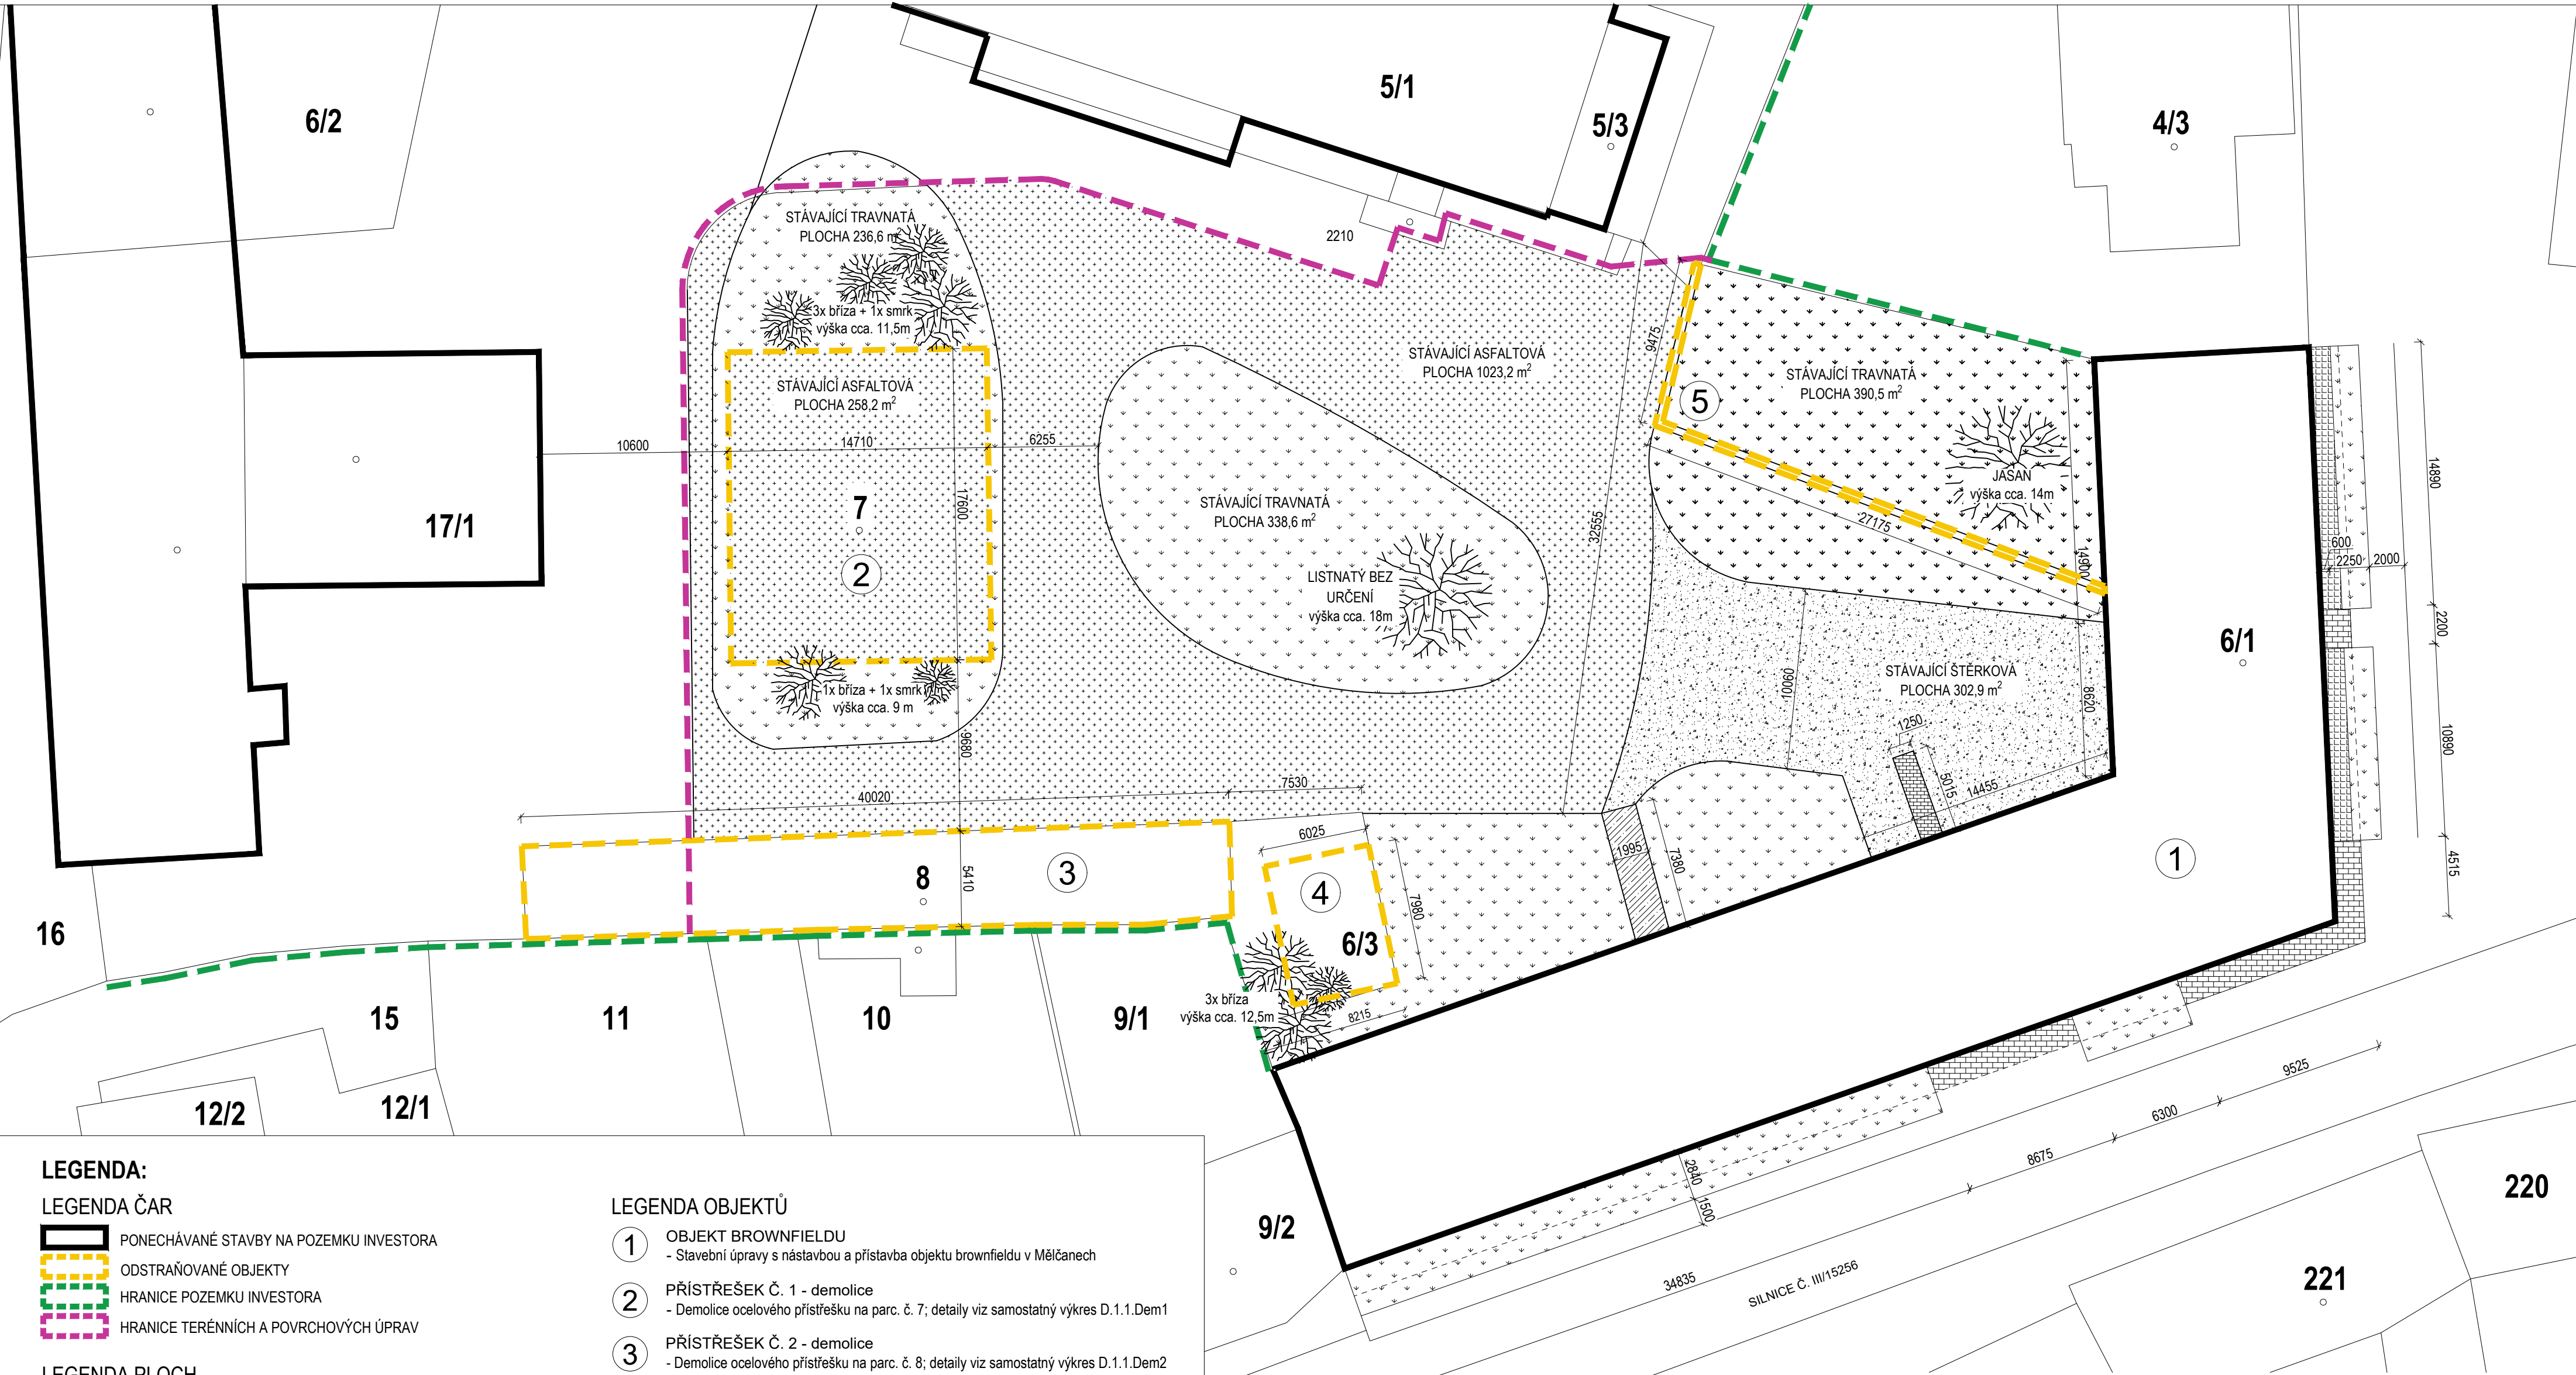 5/1
5/3
6/2
4/3
STÁVAJÍCÍ TRAVNATÁ
PLOCHA 236,6 m
2210
3x bříza + 1x smrk
výška cca. 11,5m
9475
STÁVAJÍCÍ ASFALTOVÁ
PLOCHA 1023,2 m²
STÁVAJÍCÍ TRAVNATÁ
PLOCHA 390,5 m²
5
STÁVAJÍCÍ ASFALTOVÁ
PLOCHA 258,2 m²
10600
14710
6255
14890
JASAN
výška cca. 14m
17/1
7
17600
STÁVAJÍCÍ TRAVNATÁ
PLOCHA 338,6 m²
32555
27175
14900
600
2250
2000
2
LISTNATÝ BEZ
URČENÍ
výška cca. 18m
2200
6/1
STÁVAJÍCÍ ŠTĚRKOVÁ
PLOCHA 302,9 m²
10060
8620
1x bříza + 1x smrk
výška cca. 9 m
9680
1250
10890
5015
14455
40020
7530
6025
1995
7380
1
4515
8
5410
3
4
7980
6/3
16
3x bříza
výška cca. 12,5m
8215
15
11
10
9/1
12/2
12/1
9525
6300
8675
2840
1500
34835
SILNICE Č. III/15256
9/2
220
221
LEGENDA:
LEGENDA ČAR
PONECHÁVANÉ STAVBY NA POZEMKU INVESTORA
ODSTRAŇOVANÉ OBJEKTY
HRANICE POZEMKU INVESTORA
HRANICE TERÉNNÍCH A POVRCHOVÝCH ÚPRAV
LEGENDA PLOCH
LEGENDA OBJEKTŮ
1 OBJEKT BROWNFIELDU
- Stavební úpravy s nástavbou a přístavba objektu brownfieldu v Mělčanech
2 PŘÍSTŘEŠEK Č. 1 - demolice
- Demolice ocelového přístřešku na parc. č. 7; detaily viz samostatný výkres D.1.1.Dem1
3 PŘÍSTŘEŠEK Č. 2 - demolice
- Demolice ocelového přístřešku na parc. č. 8; detaily viz samostatný výkres D.1.1.Dem2